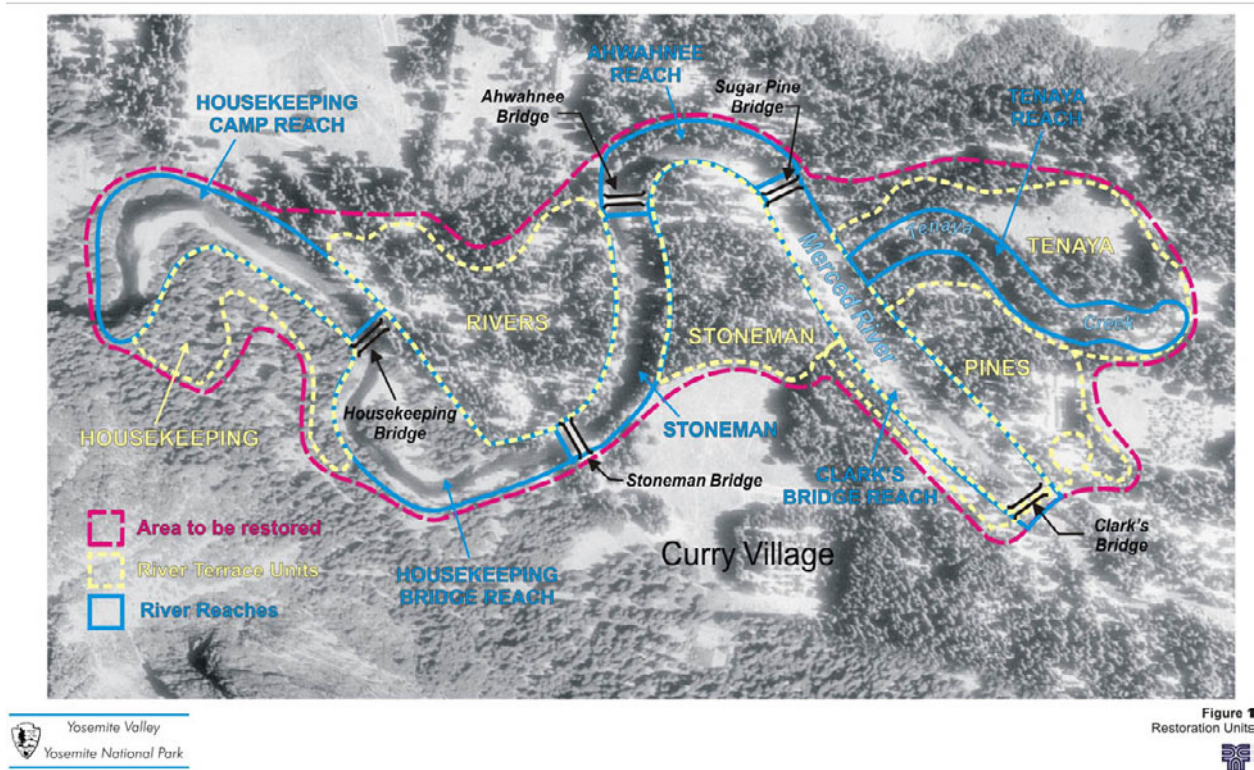 AHWAHNEE
REACH
HOUSEKEEPING
CAMP REACH
Ahwahnee
Bridge
Sugar Pine
Bridge
TENAYA
REACH
Tenaya
TENAYA
Creek
Merced River
RIVERS
STONEMAN
PINES
HOUSEKEEPING
Housekeeping
Bridge
STONEMAN
Stoneman Bridge
CLARK'S
BRIDGE REACH
Clark's
Bridge
Curry Village
HOUSEKEEPING
BRIDGE REACH
Area to be restored
River Terrace Units
River Reaches
Yosemite Valley
Yosemite National Park
Figure 1
Restoration Units